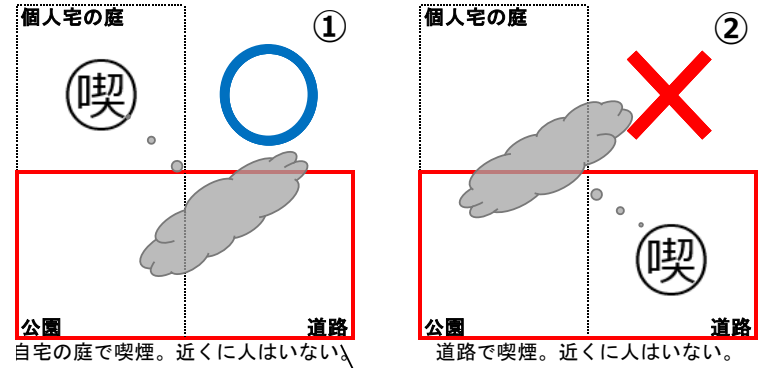 個人宅の庭
①
喫
公園
道路
自宅の庭で喫煙。近くに人はいない。
個人宅の庭
②
喫
公園
道路
道路で喫煙。近くに人はいない。